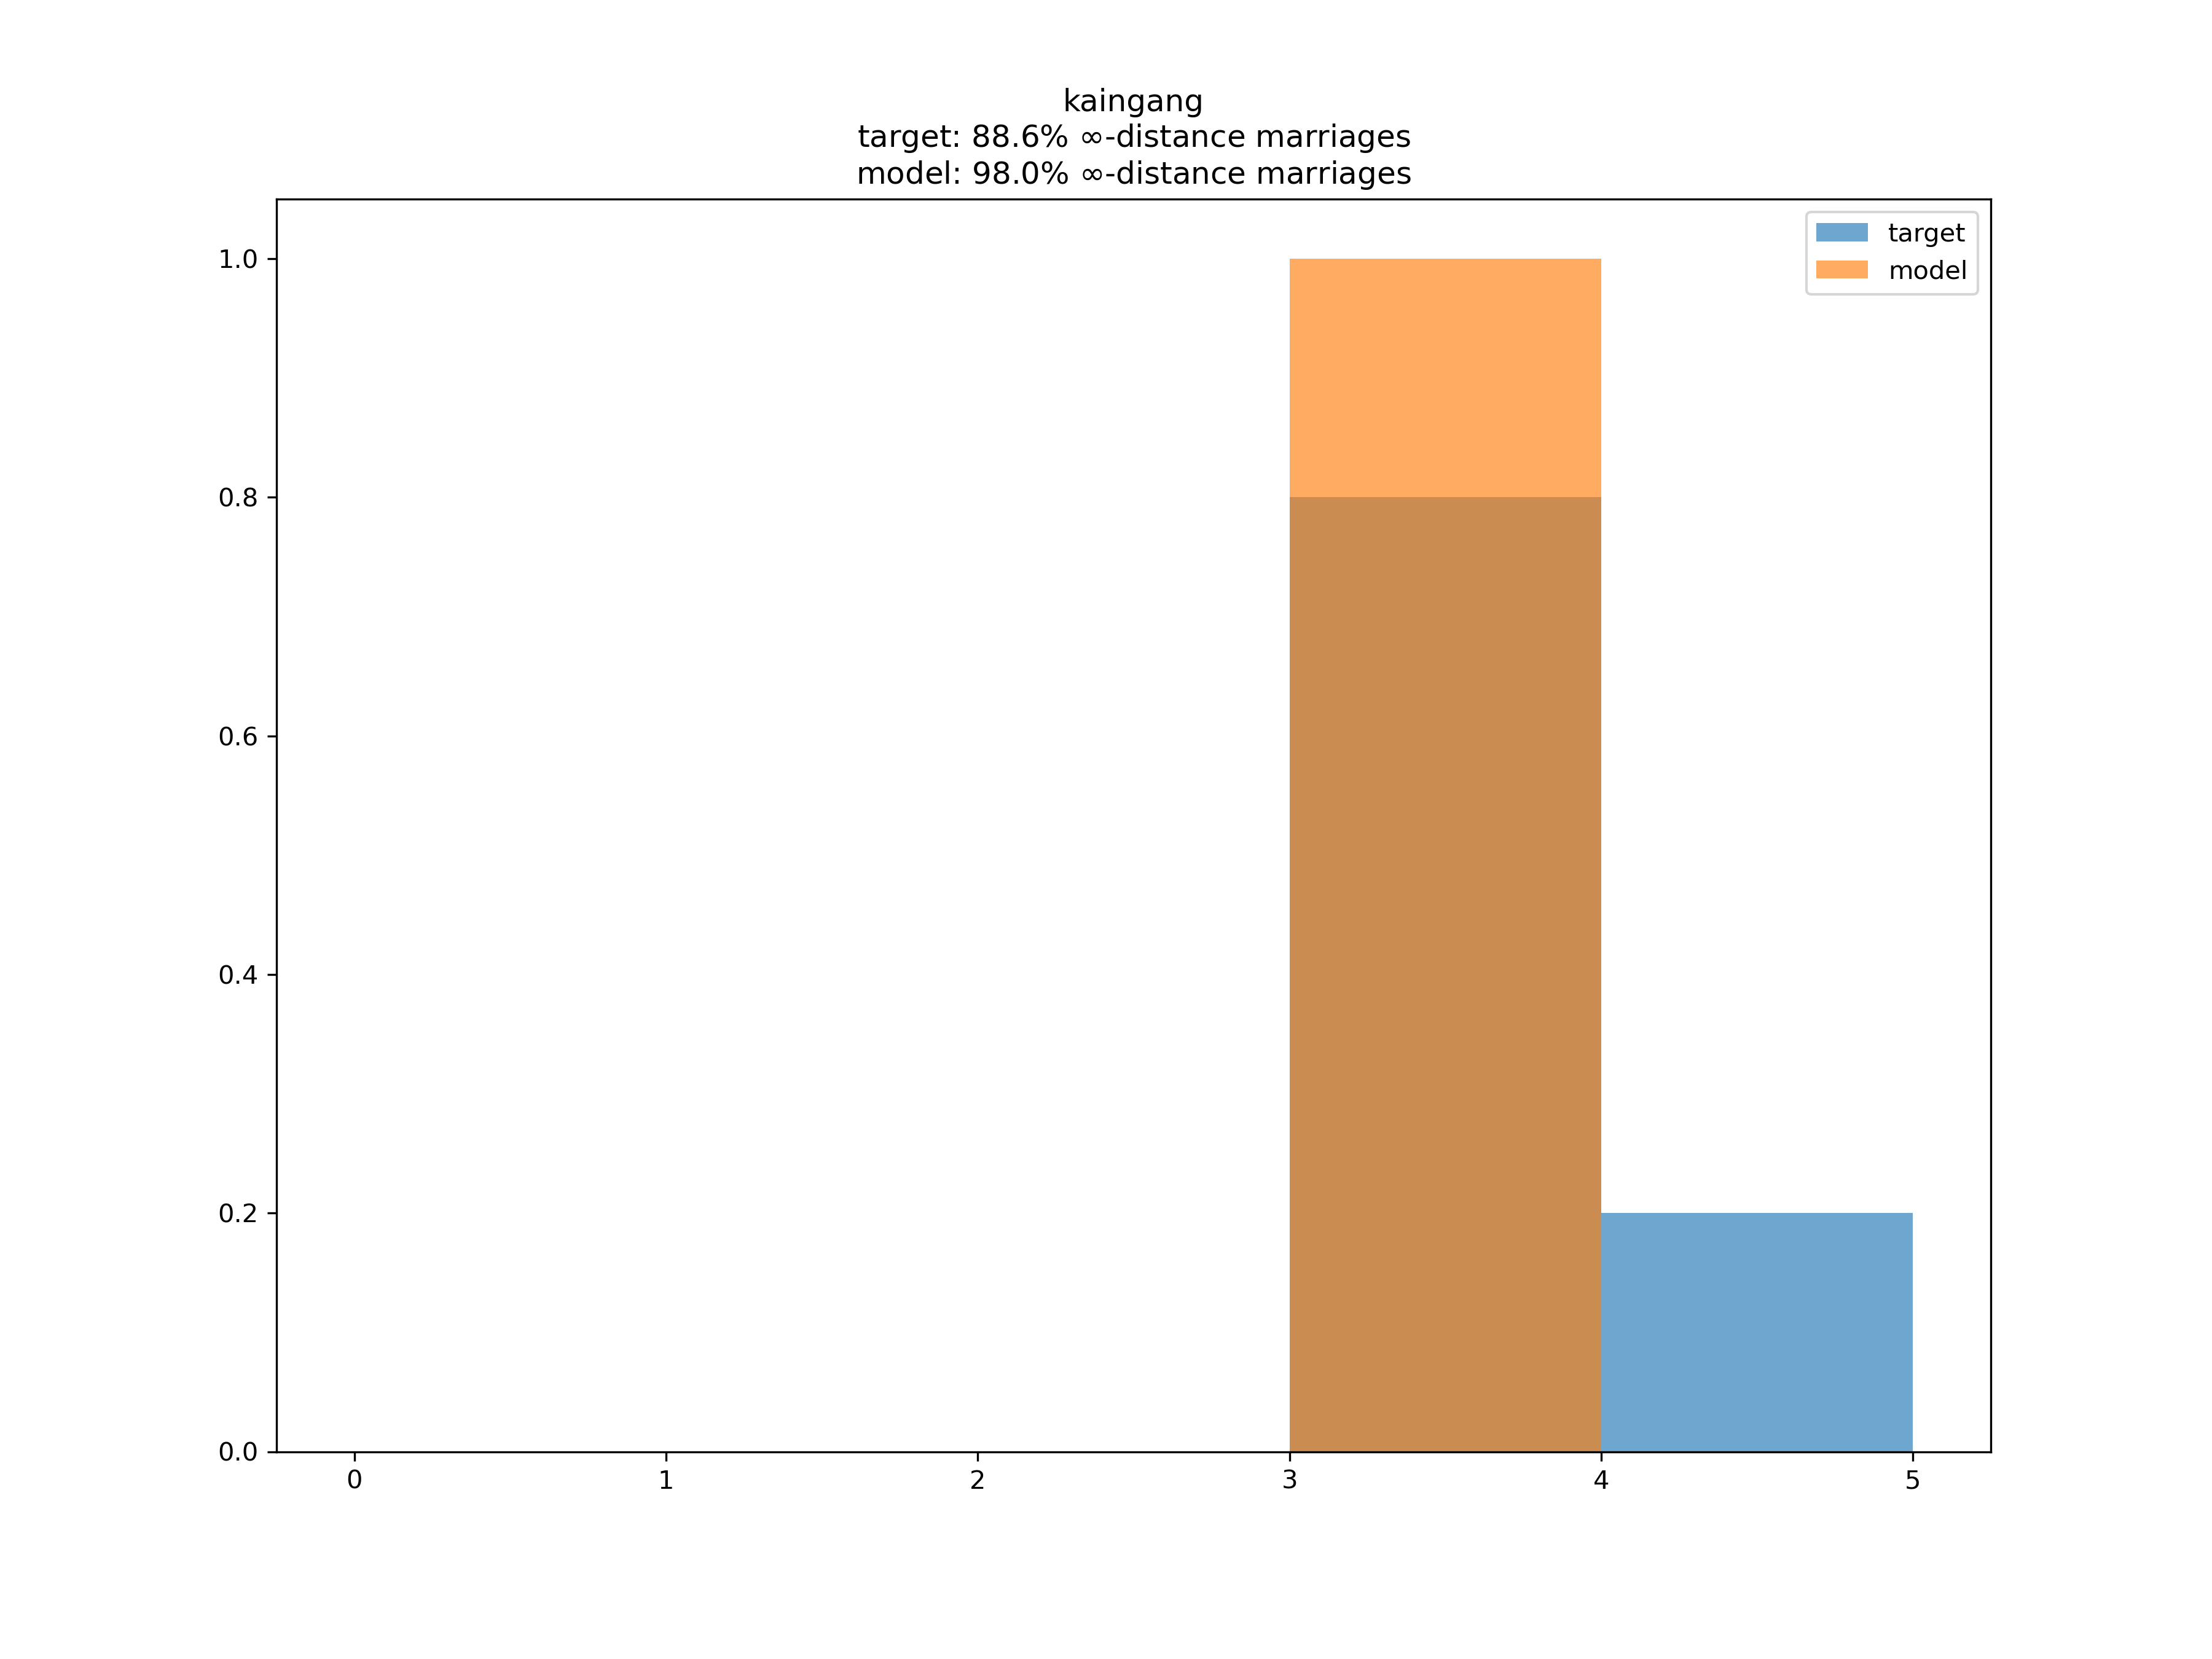 kaingang
target: 88.6% ∞-distance marriages
model: 98.0% ∞-distance marriages
target
model
1.0
0.8
0.6
0.4
0.2
0.0
0 1 2 3 4 5